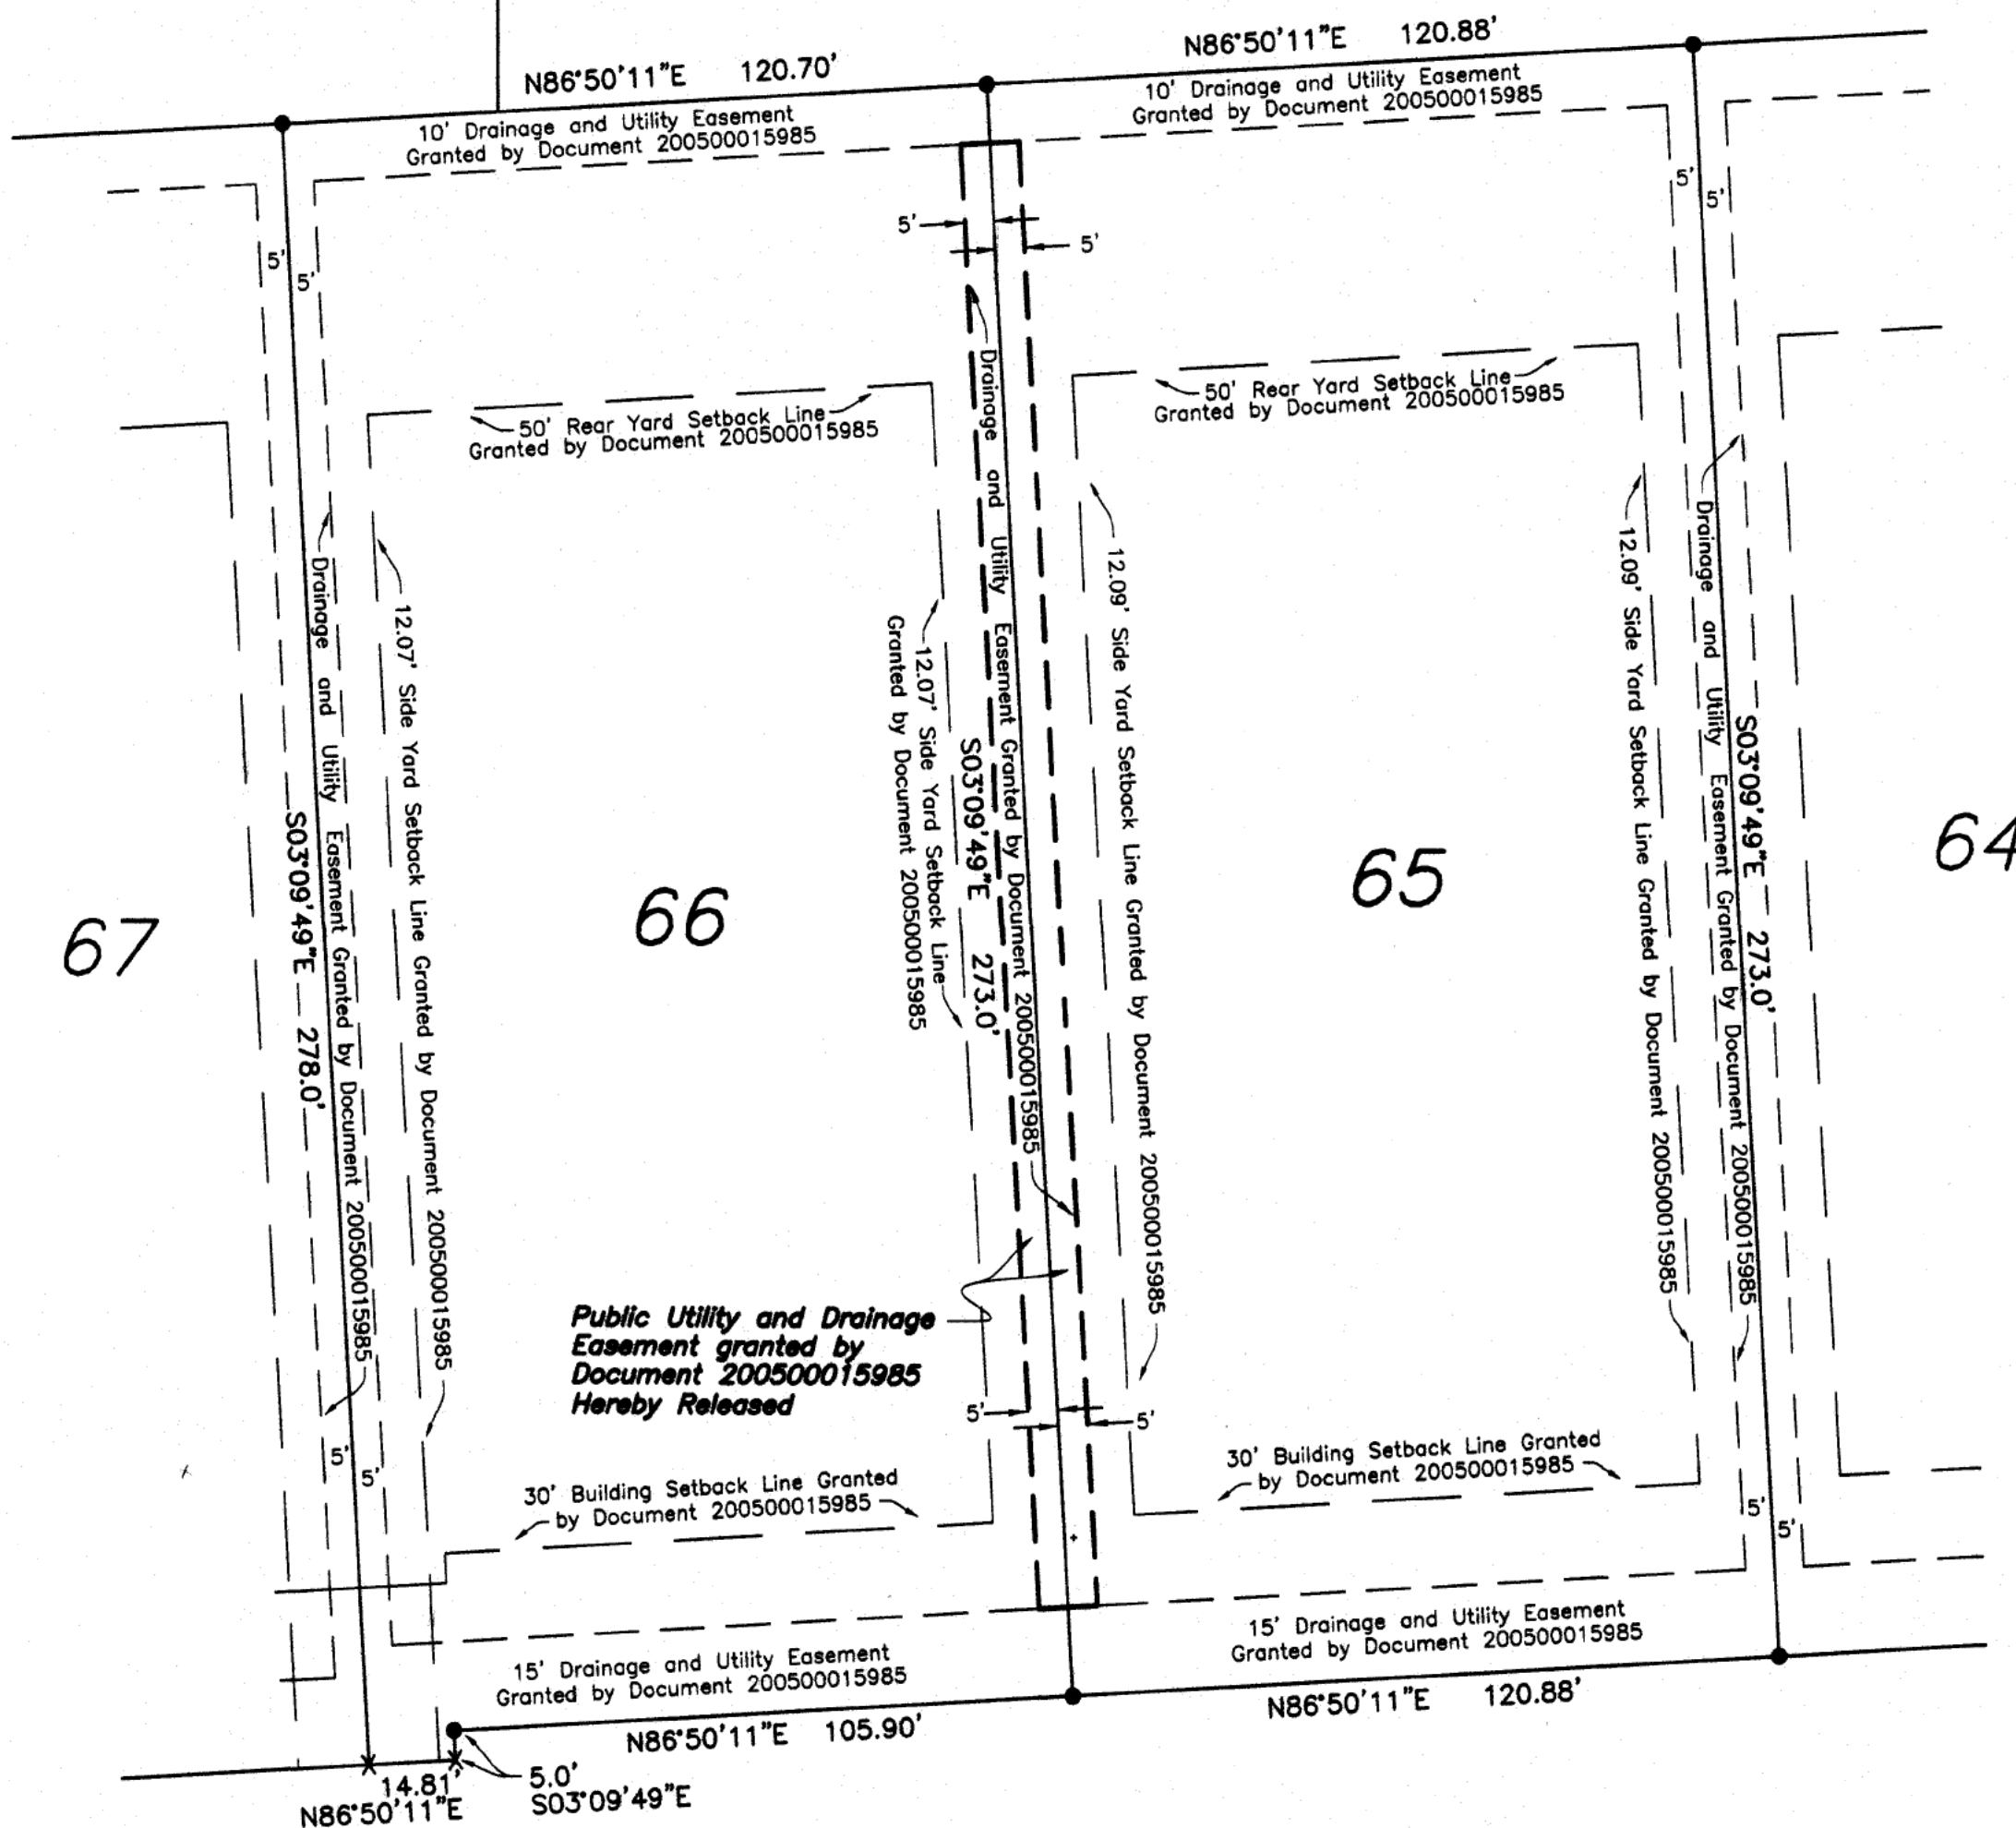 N86°50'11"E 120.70'
N86°50'11"E 120.88'
10' Drainage and Utility Easement
Granted by Document 200500015985
10' Drainage and Utility Easement
Granted by Document 200500015985
5'
5'
5'
5'
5'
5'
50' Rear Yard Setback Line
Granted by Document 200500015985
50' Rear Yard Setback Line
Granted by Document 200500015985
Drainage and Utility Easement Granted by Document 200500015985
S03°09'49"E 278.0'
12.07' Side Yard Setback Line Granted by Document 200500015985
12.07' Side Yard Setback Line
Granted by Document 200500015985
Drainage and Utility Easement Granted by Document 200500015985
S03°09'49"E 273.0'
12.09' Side Yard Setback Line Granted by Document 200500015985
12.09' Side Yard Setback Line Granted by Document 200500015985
Drainage and Utility Easement Granted by Document 200500015985
S03°09'49"E 273.0'
67
66
65
64
Public Utility and Drainage
Easement granted by
Document 200500015985
Hereby Released
5'
5'
5'
5'
5'
5'
30' Building Setback Line Granted
by Document 200500015985
30' Building Setback Line Granted
by Document 200500015985
15' Drainage and Utility Easement
Granted by Document 200500015985
15' Drainage and Utility Easement
Granted by Document 200500015985
N86°50'11"E 105.90'
N86°50'11"E 120.88'
14.81'
N86°50'11"E
5.0'
S03°09'49"E